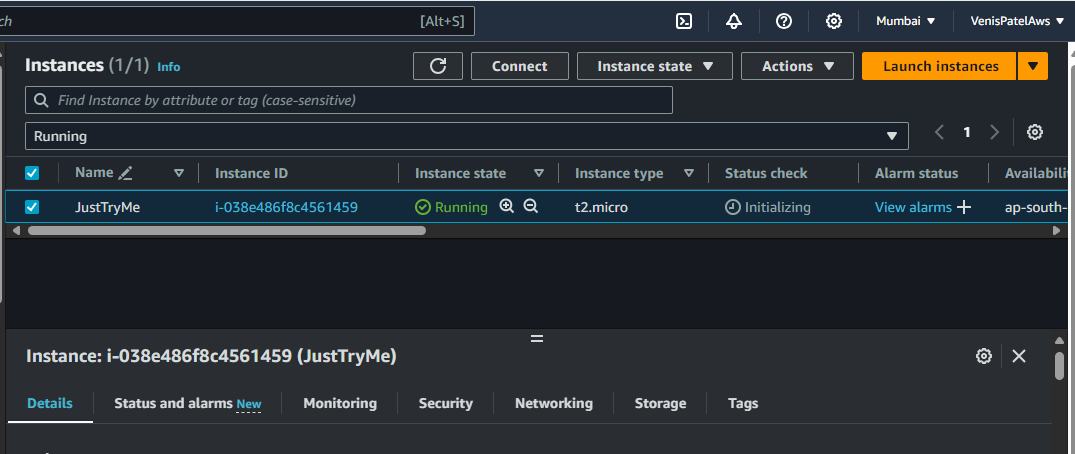 ch [Alt+S] Mumbai VenisPatelAws
Instances (1/1) Info Connect Instance state Actions Launch instances
Find Instance by attribute or tag (case-sensitive)
Running 1
Name Instance ID Instance state Instance type Status check Alarm status Availabili
JustTryMe i-038e486f8c4561459 Running t2.micro Initializing View alarms ap-south-
Instance: i-038e486f8c4561459 (JustTryMe)
Details Status and alarms New Monitoring Security Networking Storage Tags